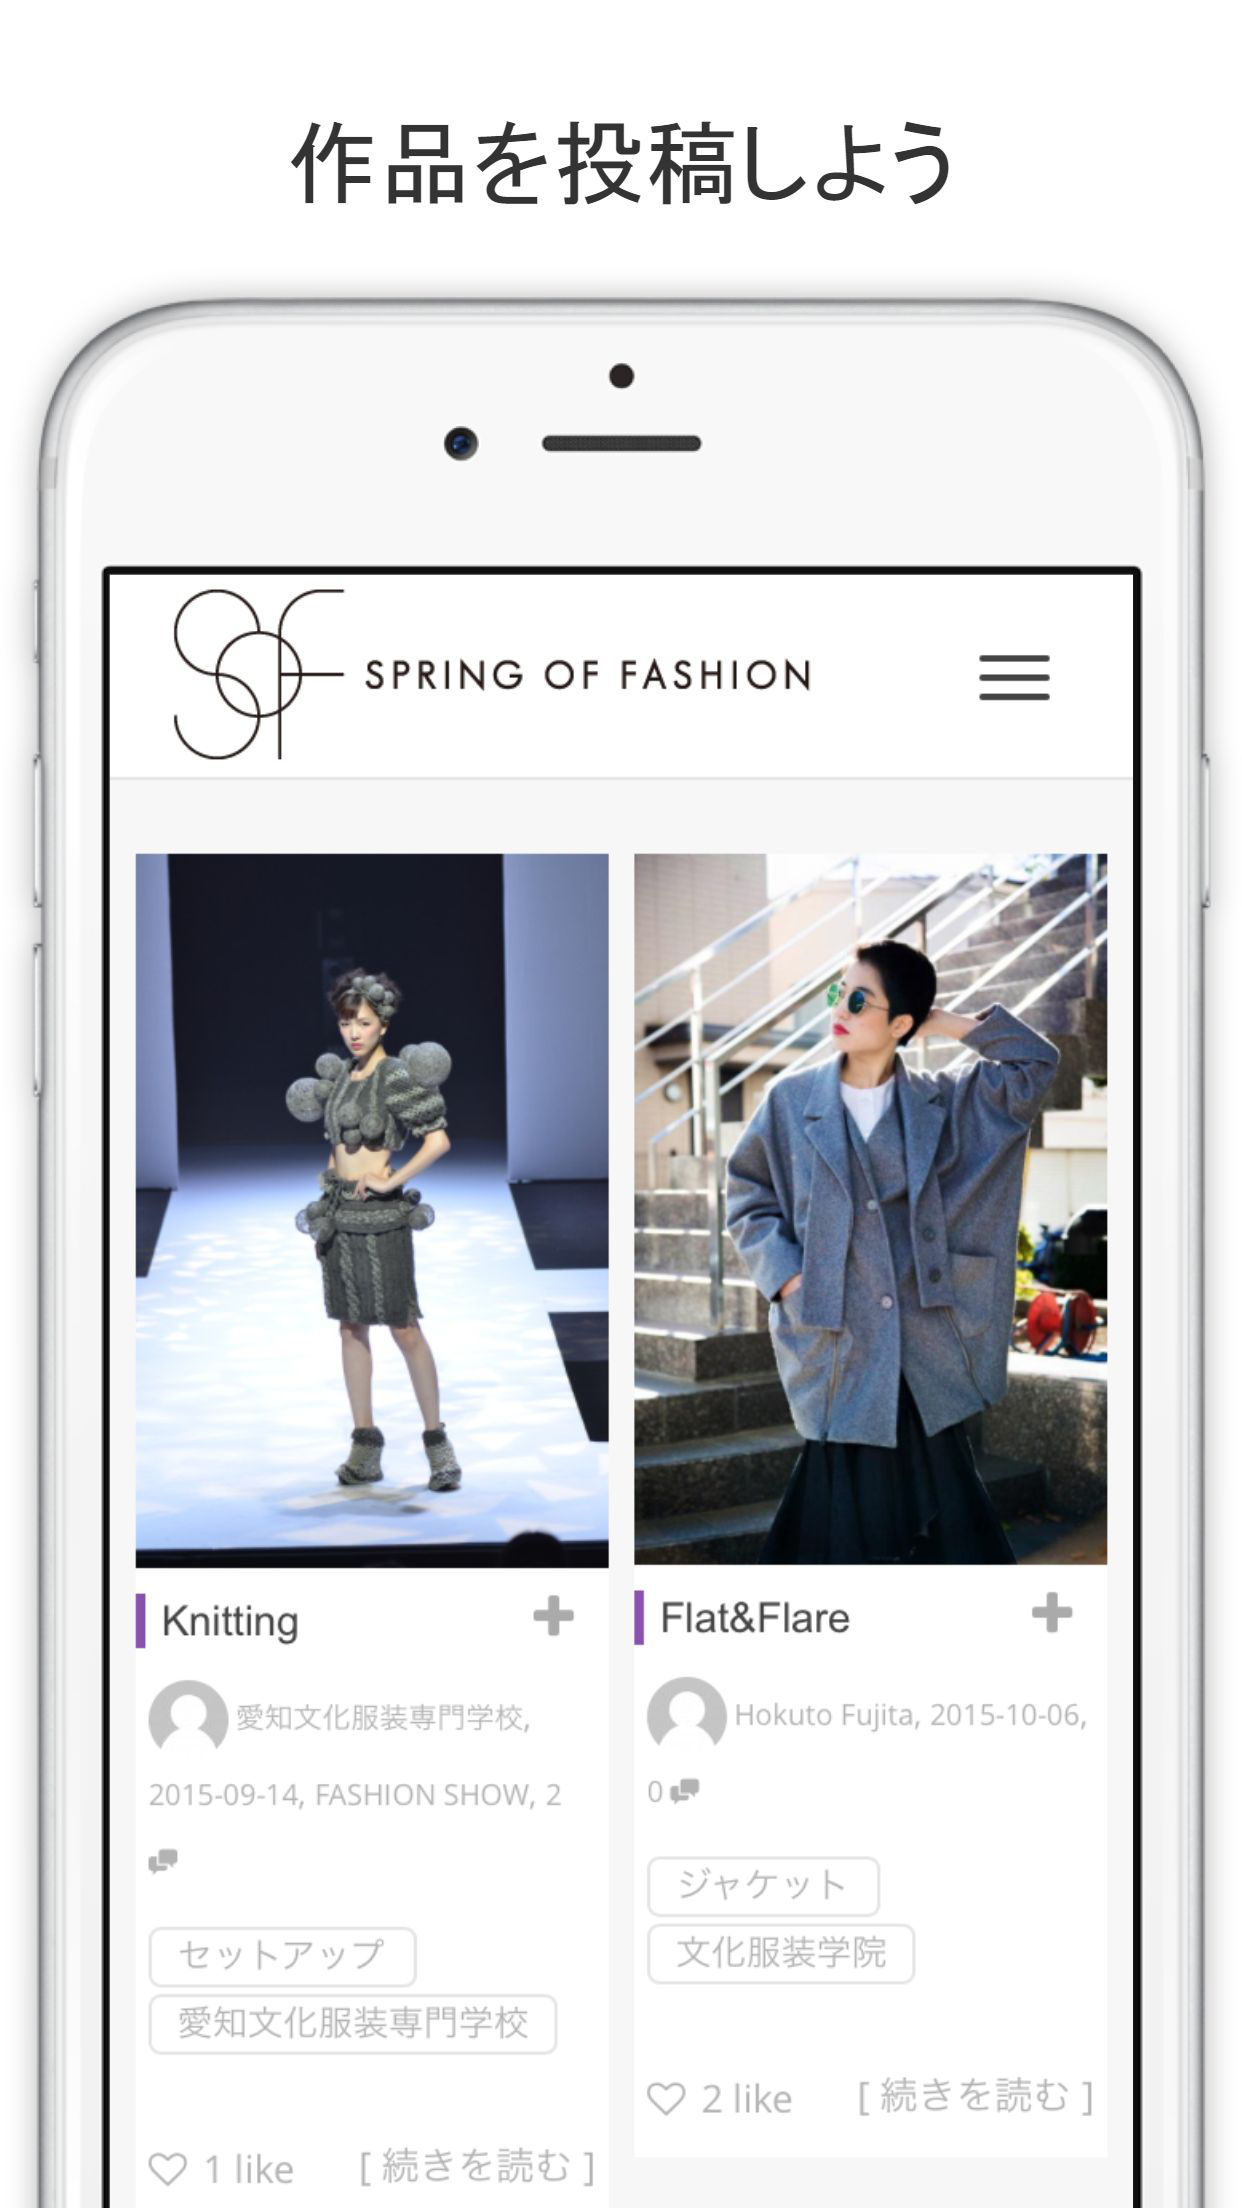 作品を投稿しよう
SOF SPRING OF FASHION
Knitting
愛知文化服装専門学校,
2015-09-14, FASHION SHOW, 2
セットアップ
愛知文化服装専門学校
1 like [ 続きを読む ]
Flat&Flare
Hokuto Fujita, 2015-10-06,
0
ジャケット
文化服装学院
2 like [ 続きを読む ]